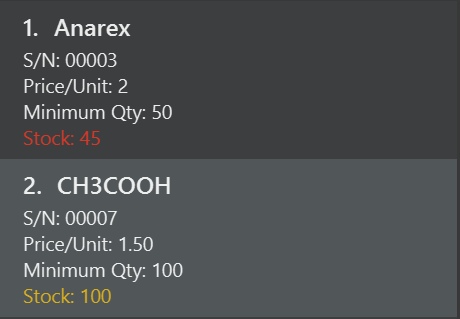 1. Anarex
S/N: 00003
Price/Unit: 2
Minimum Qty: 50
Stock: 45
2. CH3COOH
S/N: 00007
Price/Unit: 1.50
Minimum Qty: 100
Stock: 100